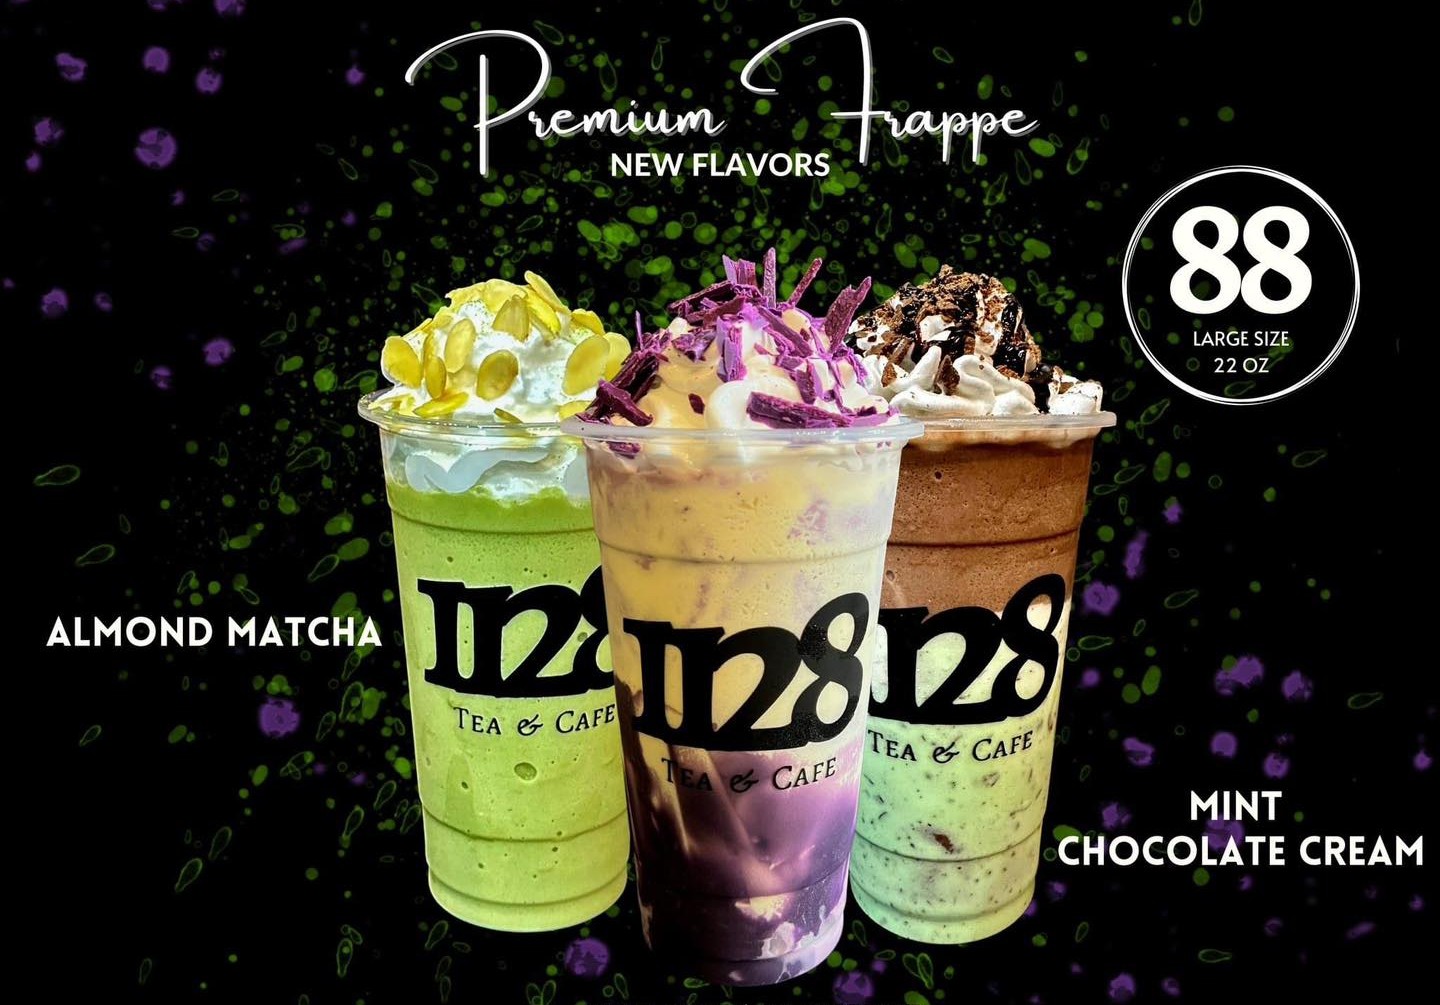 Premium Frappe
NEW FLAVORS
88
LARGE SIZE
22 OZ
ALMOND MATCHA
1128
TEA & CAFE
1128
TEA & CAFE
1128
TEA & CAFE
MINT
CHOCOLATE CREAM